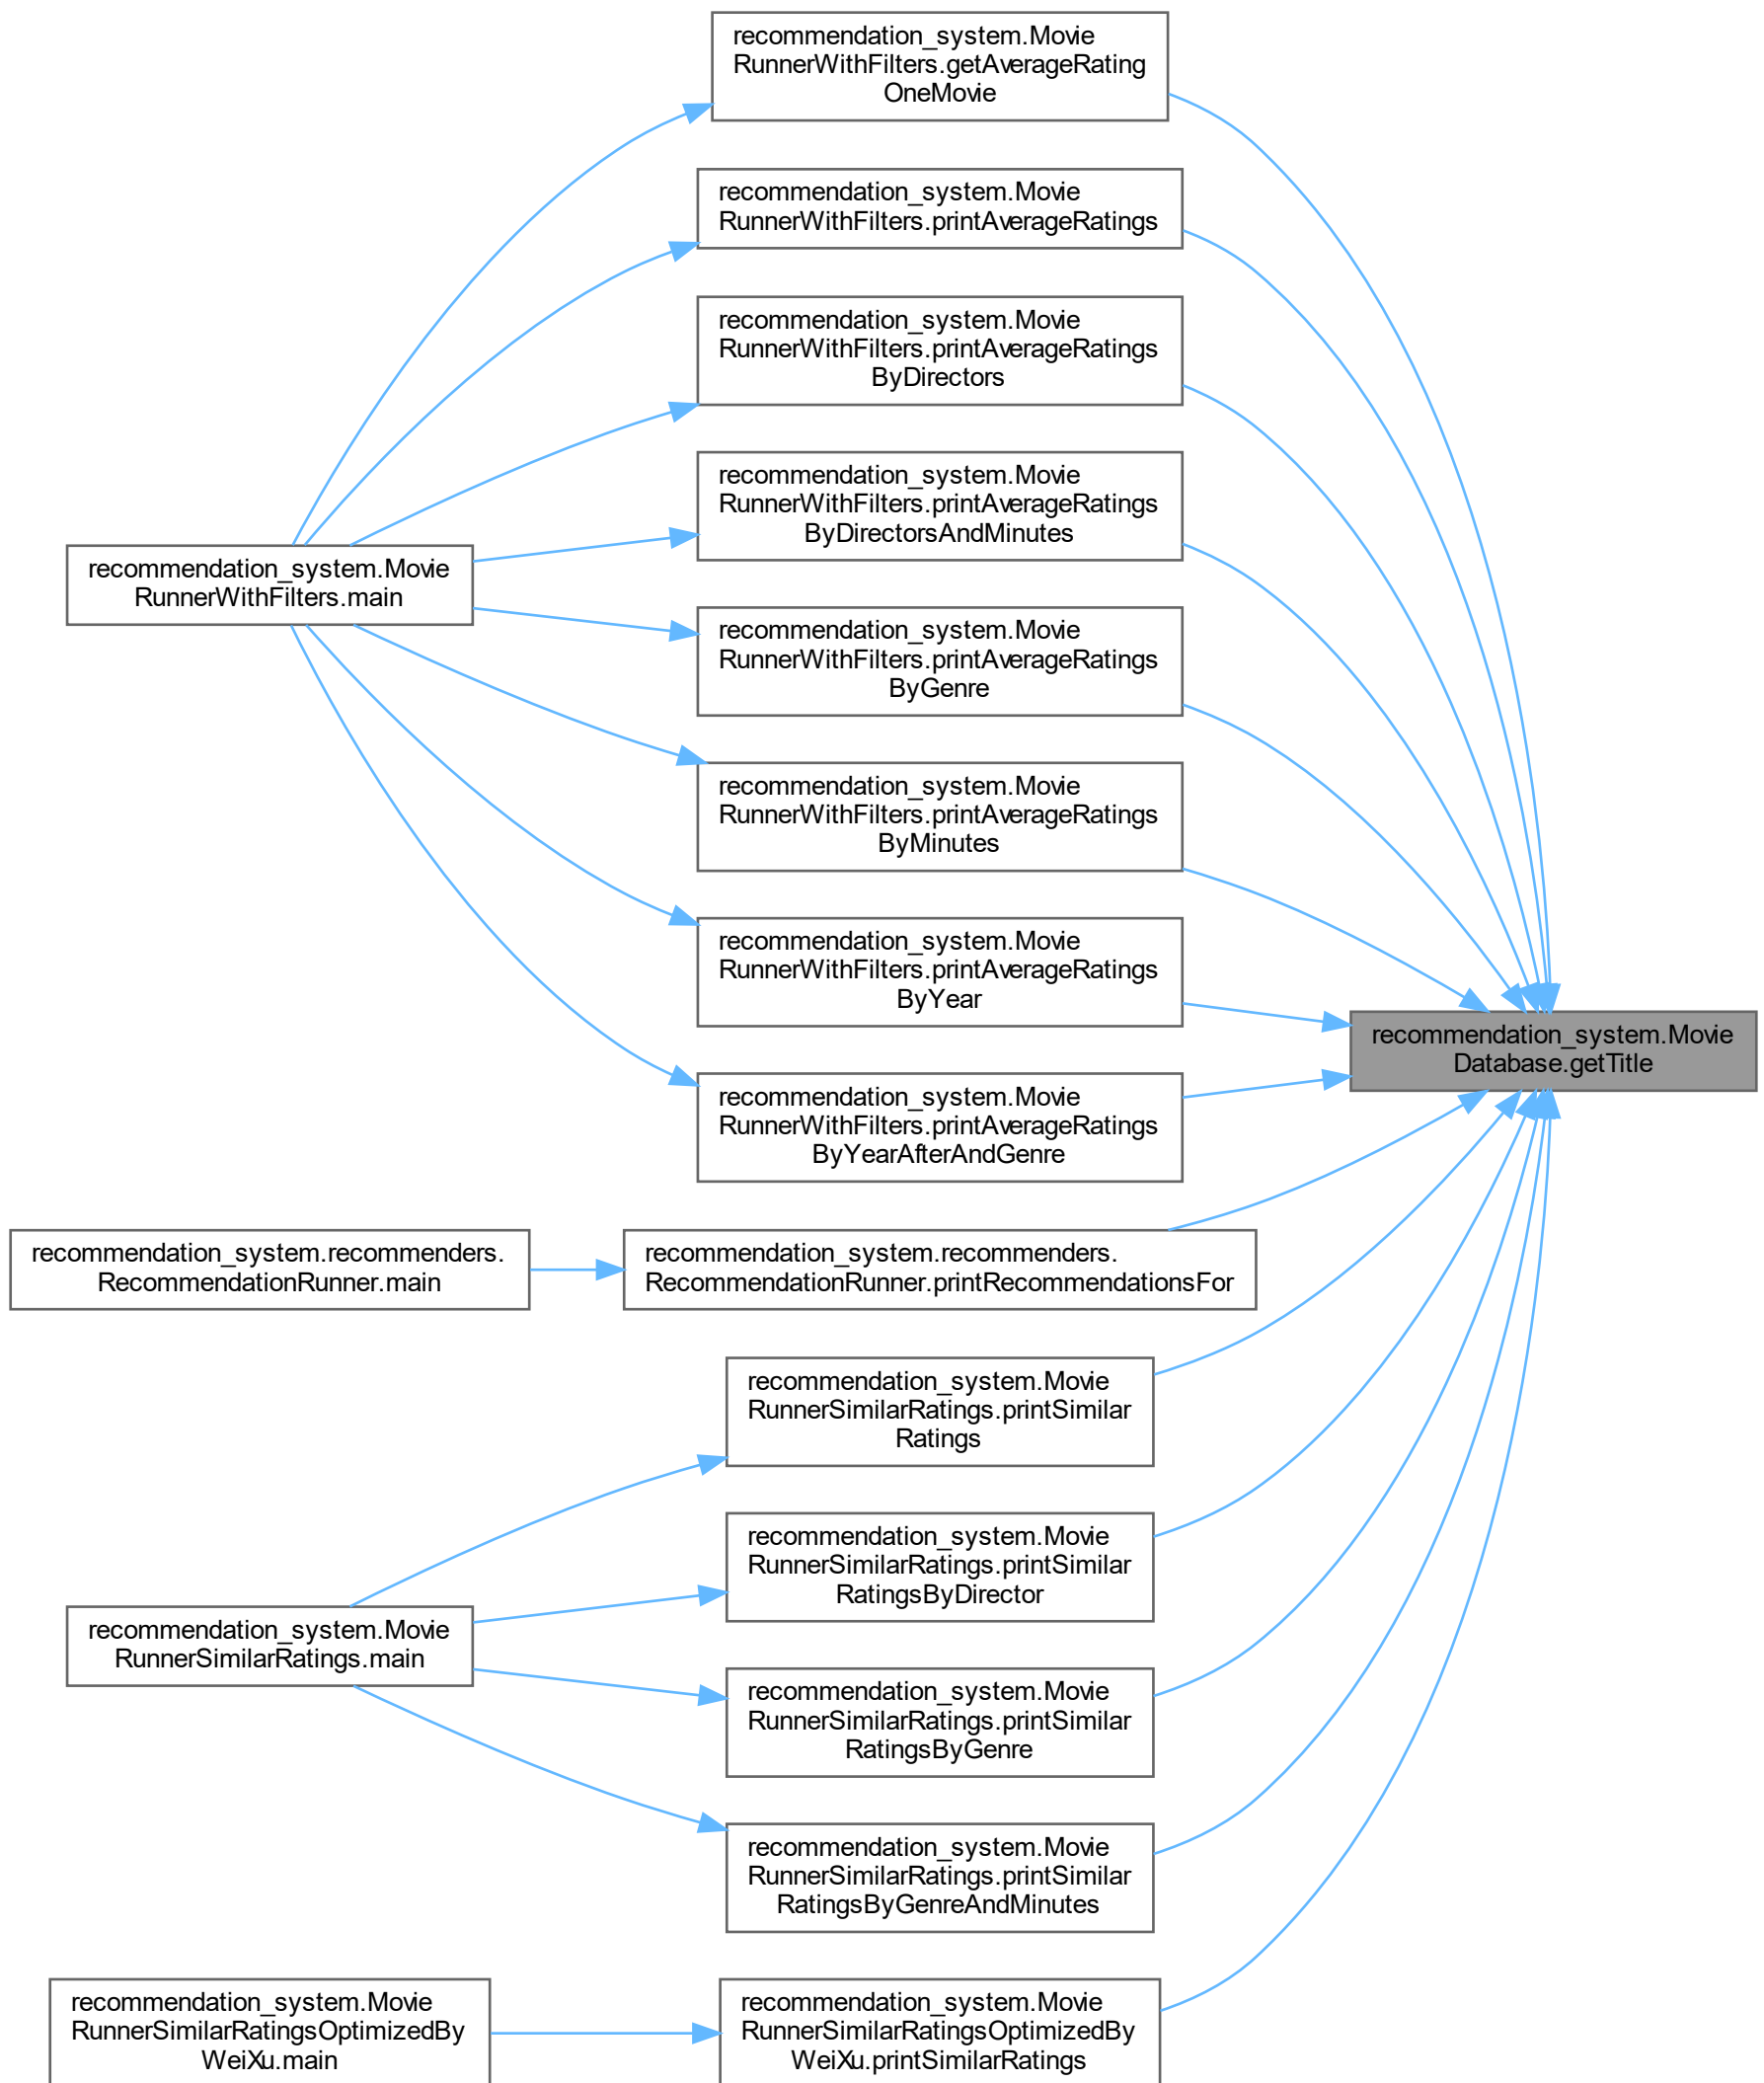 recommendation_system.Movie
RunnerWithFilters.getAverageRating
OneMovie
recommendation_system.Movie
RunnerWithFilters.printAverageRatings
recommendation_system.Movie
RunnerWithFilters.printAverageRatings
ByDirectors
recommendation_system.Movie
RunnerWithFilters.printAverageRatings
ByDirectorsAndMinutes
recommendation_system.Movie
RunnerWithFilters.main
recommendation_system.Movie
RunnerWithFilters.printAverageRatings
ByGenre
recommendation_system.Movie
RunnerWithFilters.printAverageRatings
ByMinutes
recommendation_system.Movie
RunnerWithFilters.printAverageRatings
ByYear
recommendation_system.Movie
Database.getTitle
recommendation_system.Movie
RunnerWithFilters.printAverageRatings
ByYearAfterAndGenre
recommendation_system.recommenders.
RecommendationRunner.main
recommendation_system.recommenders.
RecommendationRunner.printRecommendationsFor
recommendation_system.Movie
RunnerSimilarRatings.printSimilar
Ratings
recommendation_system.Movie
RunnerSimilarRatings.printSimilar
RatingsByDirector
recommendation_system.Movie
RunnerSimilarRatings.main
recommendation_system.Movie
RunnerSimilarRatings.printSimilar
RatingsByGenre
recommendation_system.Movie
RunnerSimilarRatings.printSimilar
RatingsByGenreAndMinutes
recommendation_system.Movie
RunnerSimilarRatingsOptimizedBy
WeiXu.main
recommendation_system.Movie
RunnerSimilarRatingsOptimizedBy
WeiXu.printSimilarRatings